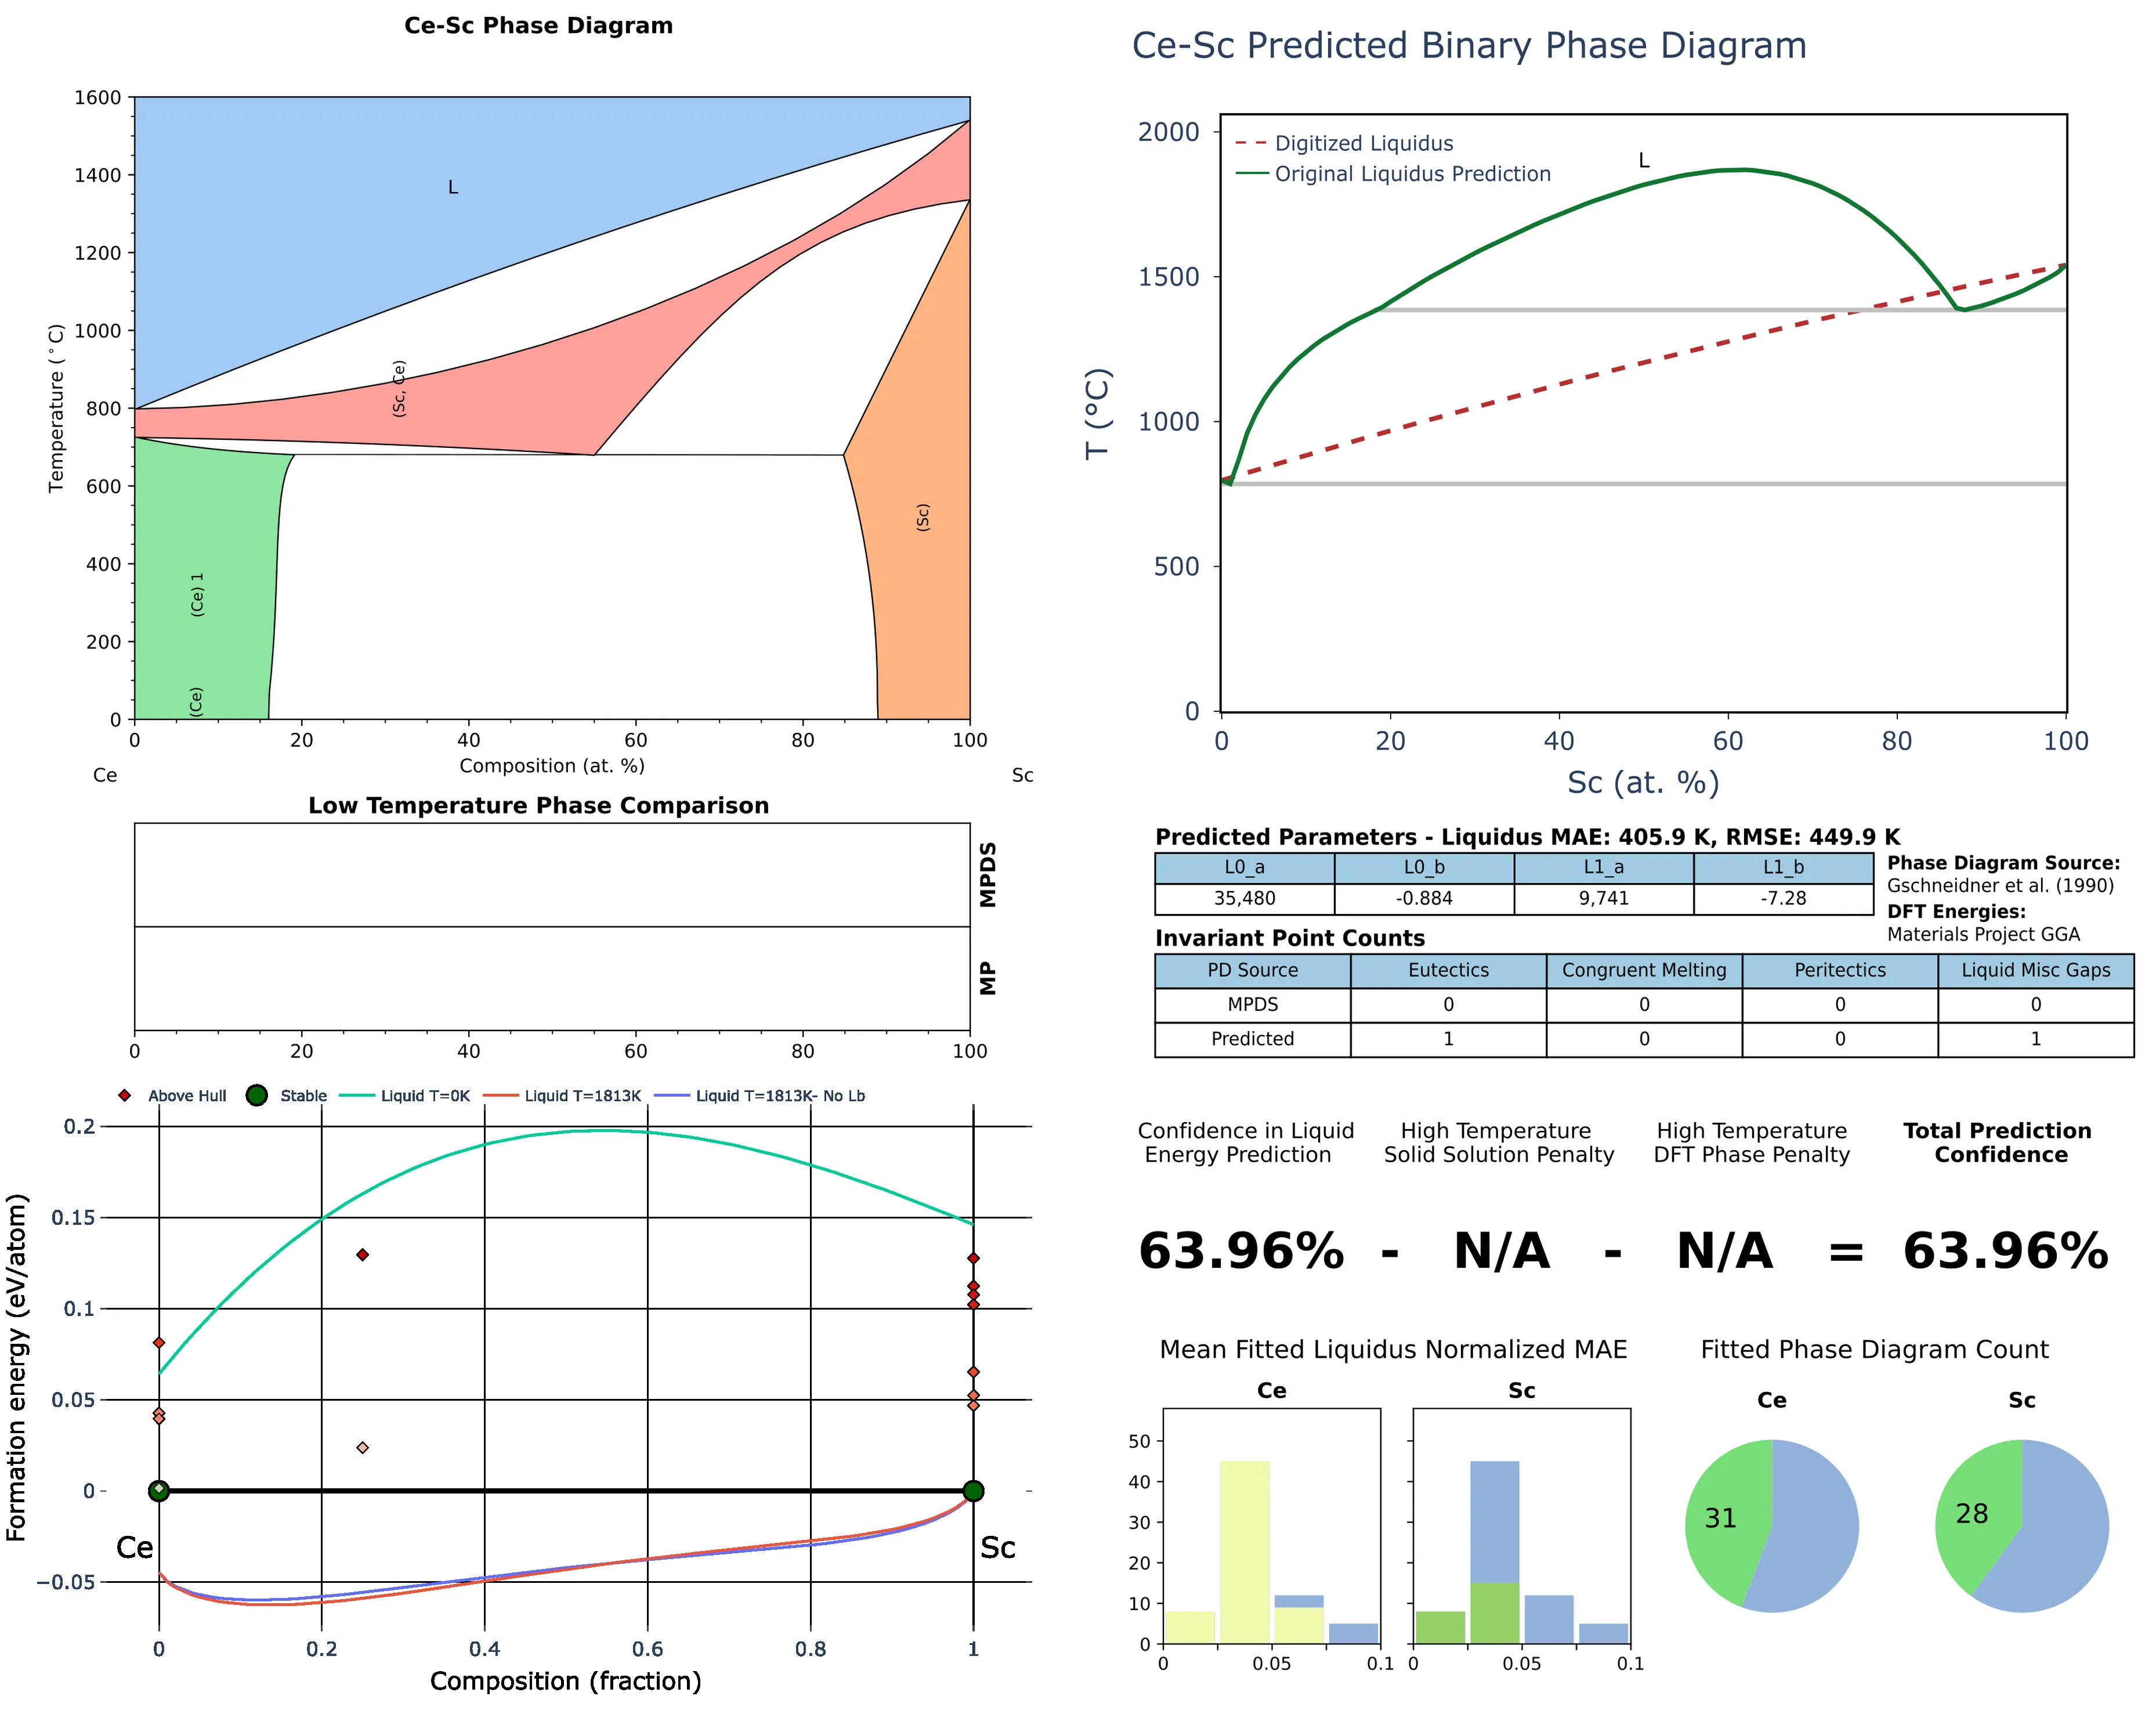 Ce-Sc Phase Diagram
1600
1400
1200
1000
800
600
400
200
0
Temperature (°C)
L
(Sc, Ce)
(Ce) 1
(Ce)
(Sc)
0 20 40 60 80 100
Composition (at. %)
Ce Sc
Low Temperature Phase Comparison
MPDS
MP
0 20 40 60 80 100
Above Hull Stable Liquid T=0K Liquid T=1813K Liquid T=1813K- No Lb
0.2
0.15
0.1
0.05
0
−0.05
Formation energy (eV/atom)
Ce Sc
0 0.2 0.4 0.6 0.8 1
Composition (fraction)
Ce-Sc Predicted Binary Phase Diagram
2000
1500
1000
500
0
T (°C)
Digitized Liquidus
Original Liquidus Prediction
L
0 20 40 60 80 100
Sc (at. %)
Predicted Parameters - Liquidus MAE: 405.9 K, RMSE: 449.9 K
L0_a L0_b L1_a L1_b
35,480 -0.884 9,741 -7.28
Phase Diagram Source:
Gschneidner et al. (1990)
DFT Energies:
Materials Project GGA
Invariant Point Counts
PD Source Eutectics Congruent Melting Peritectics Liquid Misc Gaps
MPDS 0 0 0 0
Predicted 1 0 0 1
Confidence in Liquid
Energy Prediction
High Temperature
Solid Solution Penalty
High Temperature
DFT Phase Penalty
Total Prediction
Confidence
63.96% - N/A - N/A = 63.96%
Mean Fitted Liquidus Normalized MAE
Ce Sc
50
40
30
20
10
0
0 0.05 0.1 0 0.05 0.1
Fitted Phase Diagram Count
Ce Sc
31 28